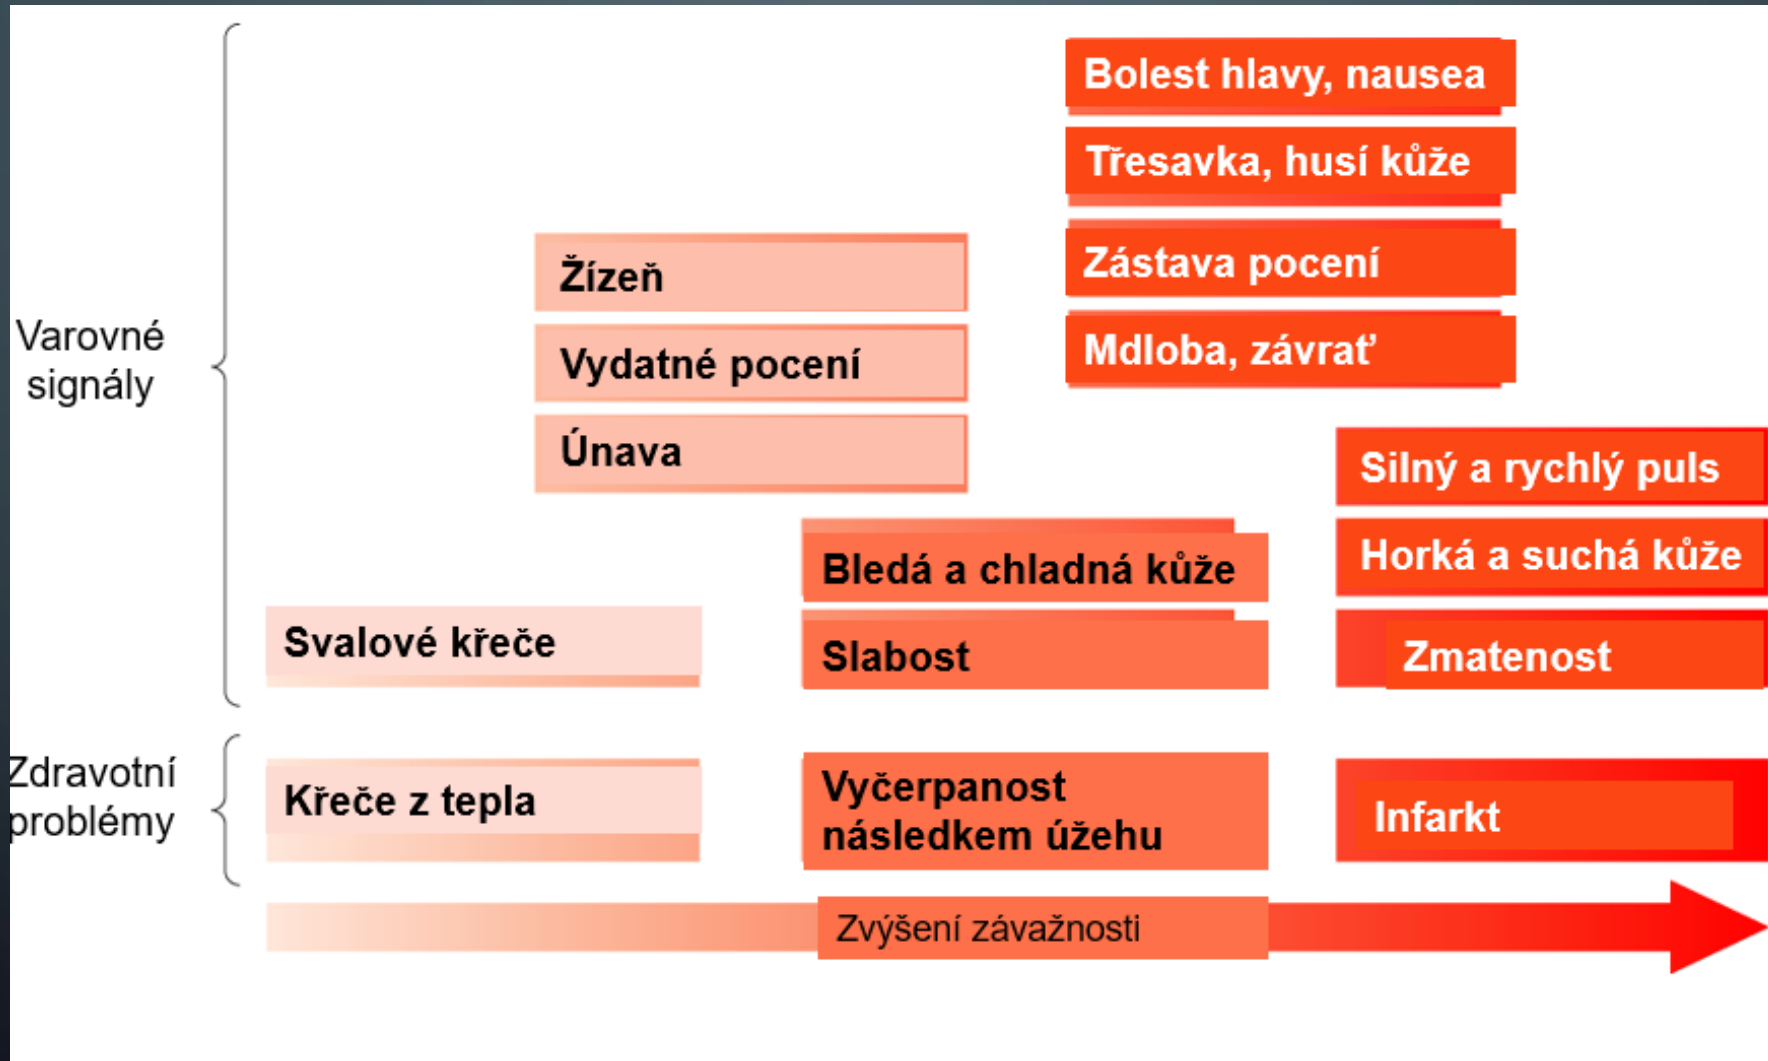 Varovné
signály
Bolest hlavy, nausea
Třesavka, husí kůže
Zástava pocení
Mdloba, závrať
Žízeň
Vydatné pocení
Únava
Silný a rychlý puls
Horká a suchá kůže
Zmatenost
Bledá a chladná kůže
Slabost
Svalové křeče
Zdravotní
problémy
Křeče z tepla
Vyčerpanost
následkem úžehu
Infarkt
Zvýšení závažnosti